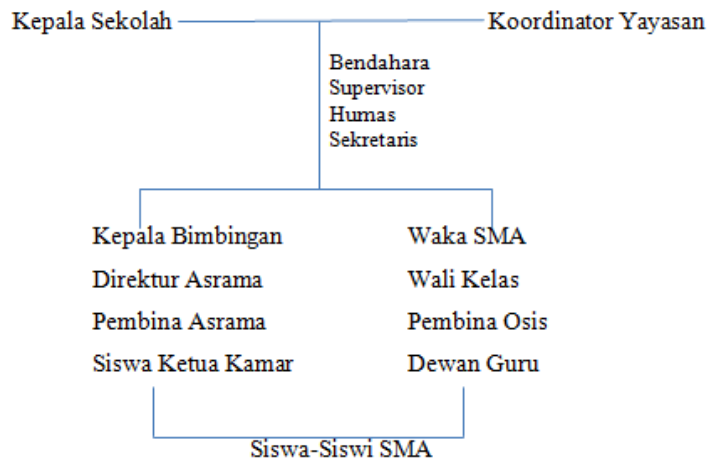 Kepala Sekolah Koordinator Yayasan
Bendahara
Supervisor
Humas
Sekretaris
Kepala Bimbingan Waka SMA
Direktur Asrama Wali Kelas
Pembina Asrama Pembina Osis
Siswa Ketua Kamar Dewan Guru
Siswa-Siswi SMA